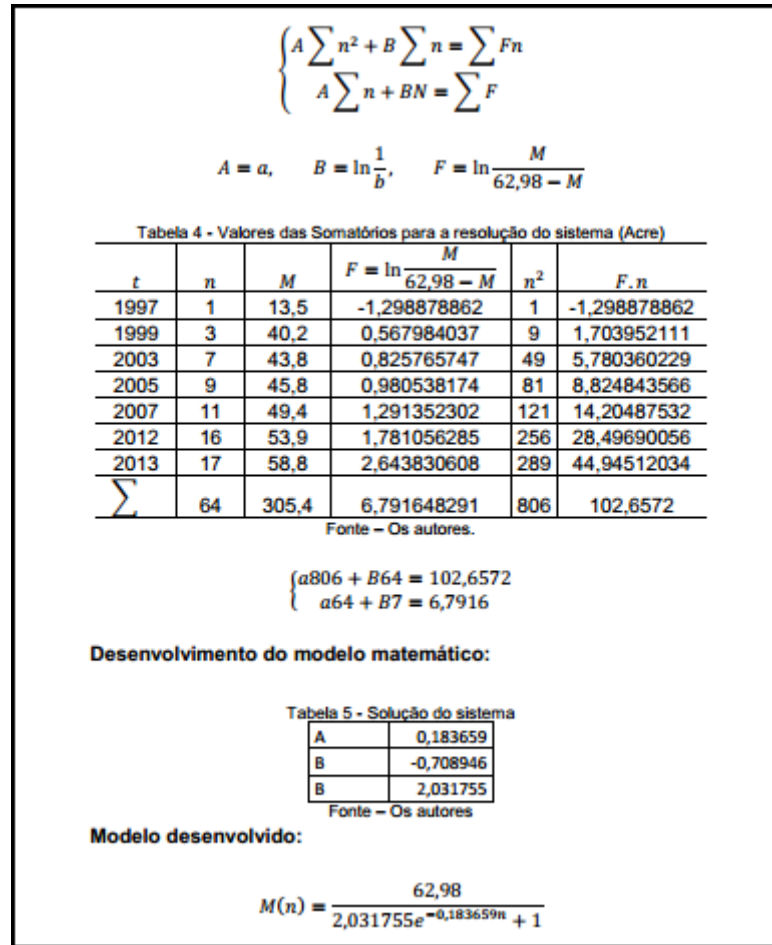 {A∑n² + B∑n = ∑Fn
A∑n + BN = ∑F
A = a, B = ln 1/b, F = ln M/(62,98 − M)
Tabela 4 - Valores das Somatórios para a resolução do sistema (Acre)
t n M F = ln M/(62,98 − M) n² F.n
1997 1 13,5 -1,298878862 1 -1,298878862
1999 3 40,2 0,567984037 9 1,703952111
2003 7 43,8 0,825765747 49 5,780360229
2005 9 45,8 0,980538174 81 8,824843566
2007 11 49,4 1,291352302 121 14,20487532
2012 16 53,9 1,781056285 256 28,49690056
2013 17 58,8 2,643830608 289 44,94512034
∑ 64 305,4 6,791648291 806 102,6572
Fonte – Os autores.
{a806 + B64 = 102,6572
a64 + B7 = 6,7916
Desenvolvimento do modelo matemático:
Tabela 5 - Solução do sistema
A 0,183659
B -0,708946
B 2,031755
Fonte – Os autores
Modelo desenvolvido:
M(n) = 62,98/(2,031755e^−0,183659n + 1)